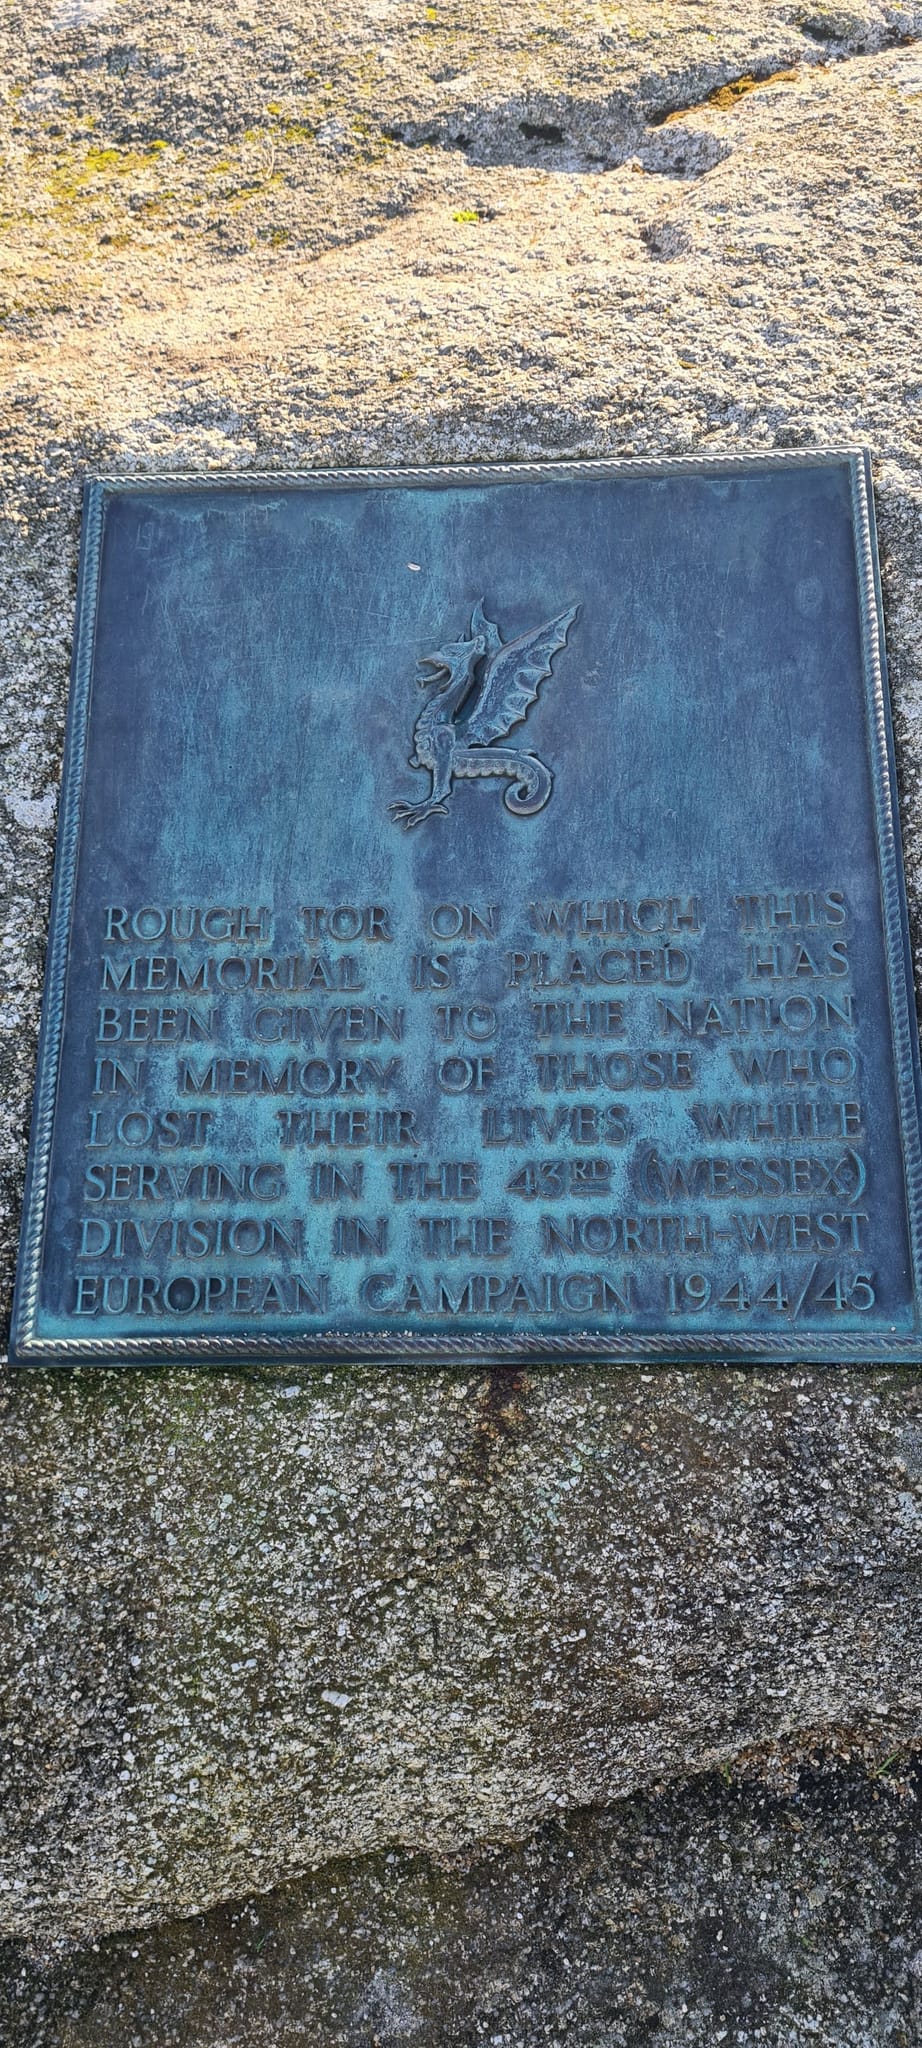 ROUGH TOR ON WHICH THIS
MEMORIAL IS PLACED HAS
BEEN GIVEN TO THE NATION
IN MEMORY OF THOSE WHO
LOST THEIR LIVES WHILE
SERVING IN THE 43RD (WESSEX)
DIVISION IN THE NORTH-WEST
EUROPEAN CAMPAIGN 1944/45